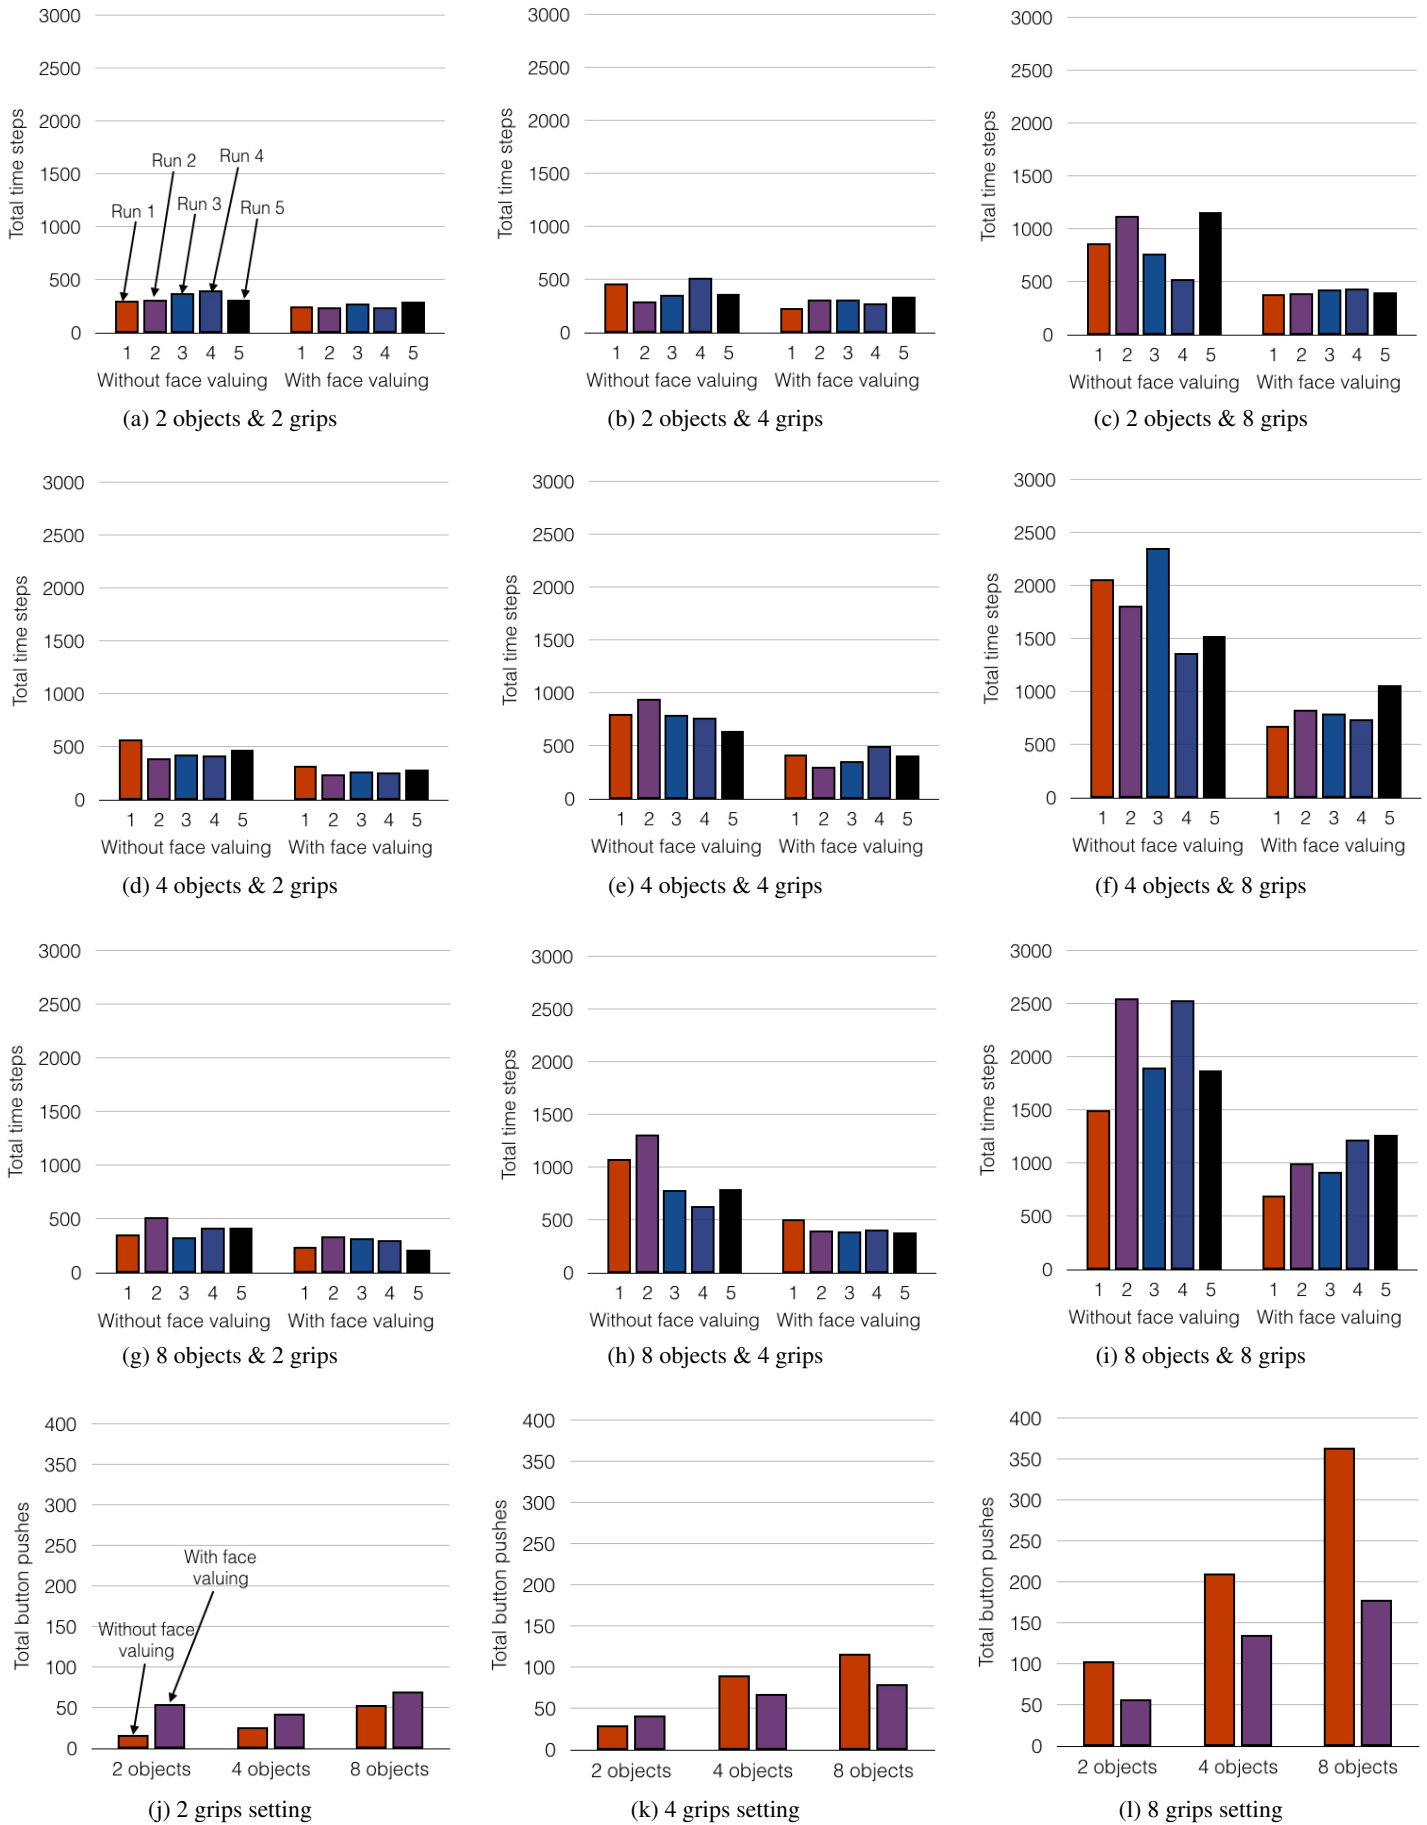 3000
2500
2000
1500
1000
500
0
Total time steps
Run 1
Run 2
Run 3
Run 4
Run 5
1 2 3 4 5 1 2 3 4 5
Without face valuing With face valuing
(a) 2 objects & 2 grips
3000
2500
2000
1500
1000
500
0
Total time steps
1 2 3 4 5 1 2 3 4 5
Without face valuing With face valuing
(b) 2 objects & 4 grips
3000
2500
2000
1500
1000
500
0
Total time steps
1 2 3 4 5 1 2 3 4 5
Without face valuing With face valuing
(c) 2 objects & 8 grips
3000
2500
2000
1500
1000
500
0
Total time steps
1 2 3 4 5 1 2 3 4 5
Without face valuing With face valuing
(d) 4 objects & 2 grips
3000
2500
2000
1500
1000
500
0
Total time steps
1 2 3 4 5 1 2 3 4 5
Without face valuing With face valuing
(e) 4 objects & 4 grips
3000
2500
2000
1500
1000
500
0
Total time steps
1 2 3 4 5 1 2 3 4 5
Without face valuing With face valuing
(f) 4 objects & 8 grips
3000
2500
2000
1500
1000
500
0
Total time steps
1 2 3 4 5 1 2 3 4 5
Without face valuing With face valuing
(g) 8 objects & 2 grips
3000
2500
2000
1500
1000
500
0
Total time steps
1 2 3 4 5 1 2 3 4 5
Without face valuing With face valuing
(h) 8 objects & 4 grips
3000
2500
2000
1500
1000
500
0
Total time steps
1 2 3 4 5 1 2 3 4 5
Without face valuing With face valuing
(i) 8 objects & 8 grips
400
350
300
250
200
150
100
50
0
Total button pushes
With face
valuing
Without face
valuing
2 objects 4 objects 8 objects
(j) 2 grips setting
400
350
300
250
200
150
100
50
0
Total button pushes
2 objects 4 objects 8 objects
(k) 4 grips setting
400
350
300
250
200
150
100
50
0
Total button pushes
2 objects 4 objects 8 objects
(l) 8 grips setting